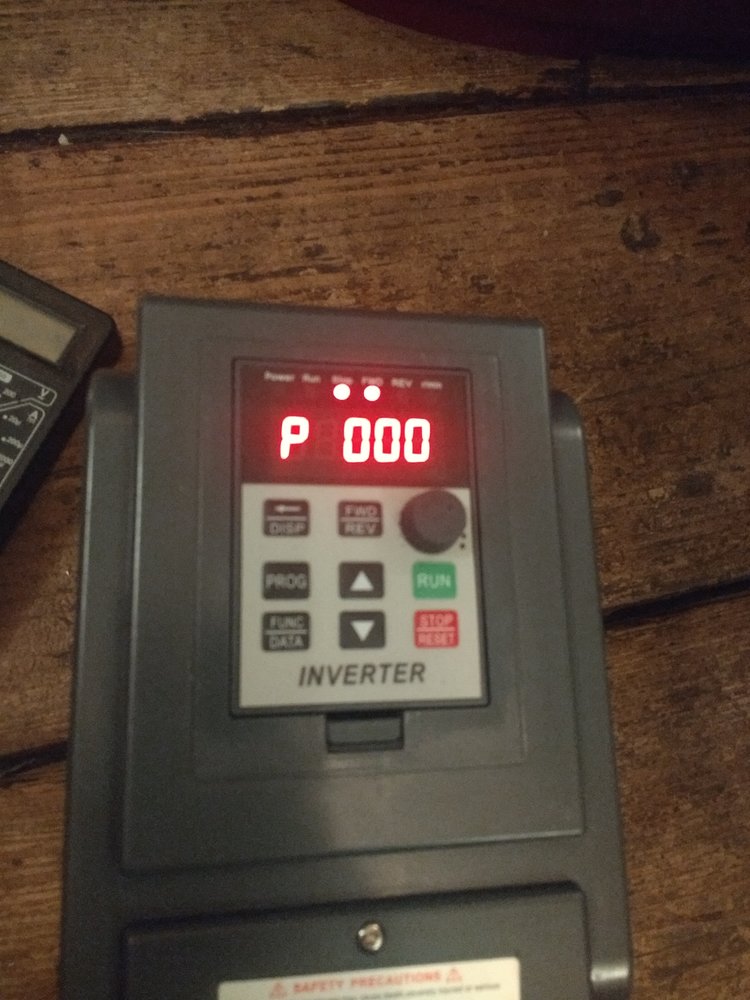 Power Run Stop FWD REV
P 000
DISP
FWD
REV
PROG
RUN
FUNC
DATA
STOP
RESET
INVERTER
SAFETY PRECAUTIONS